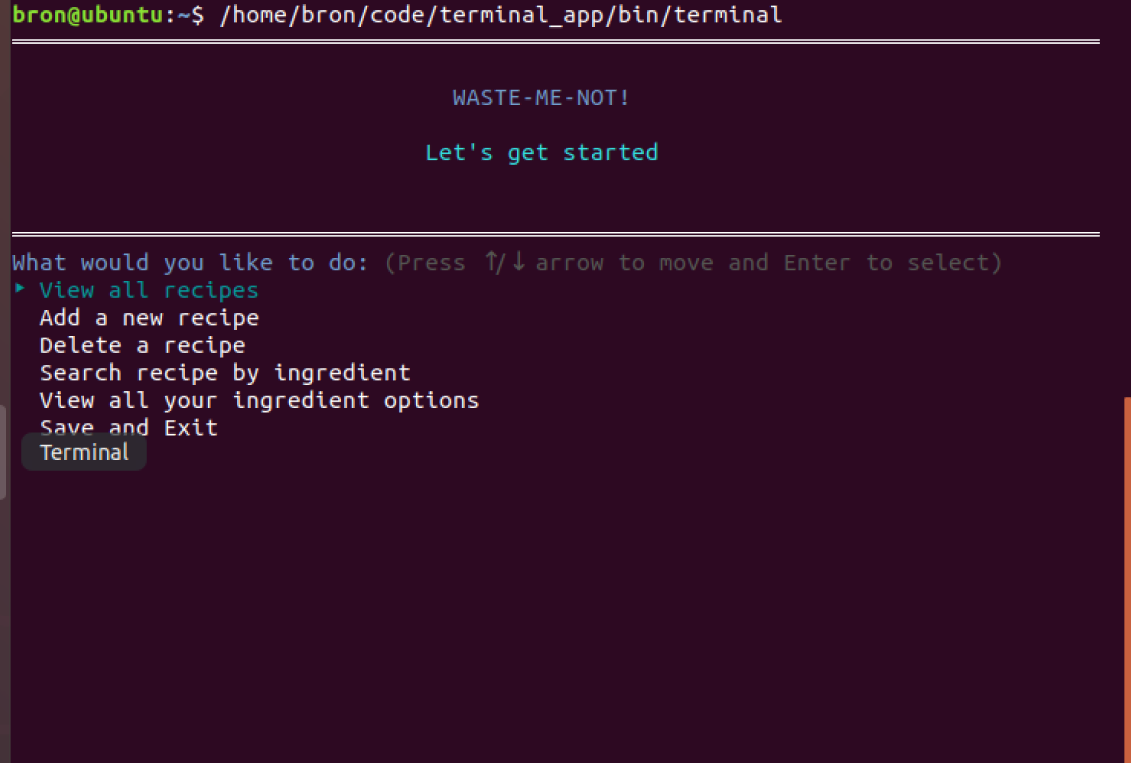 bron@ubuntu:~$ /home/bron/code/terminal_app/bin/terminal
WASTE-ME-NOT!
Let's get started
What would you like to do: (Press ↑/↓ arrow to move and Enter to select)
‣ View all recipes
Add a new recipe
Delete a recipe
Search recipe by ingredient
View all your ingredient options
Save and Exit
Terminal